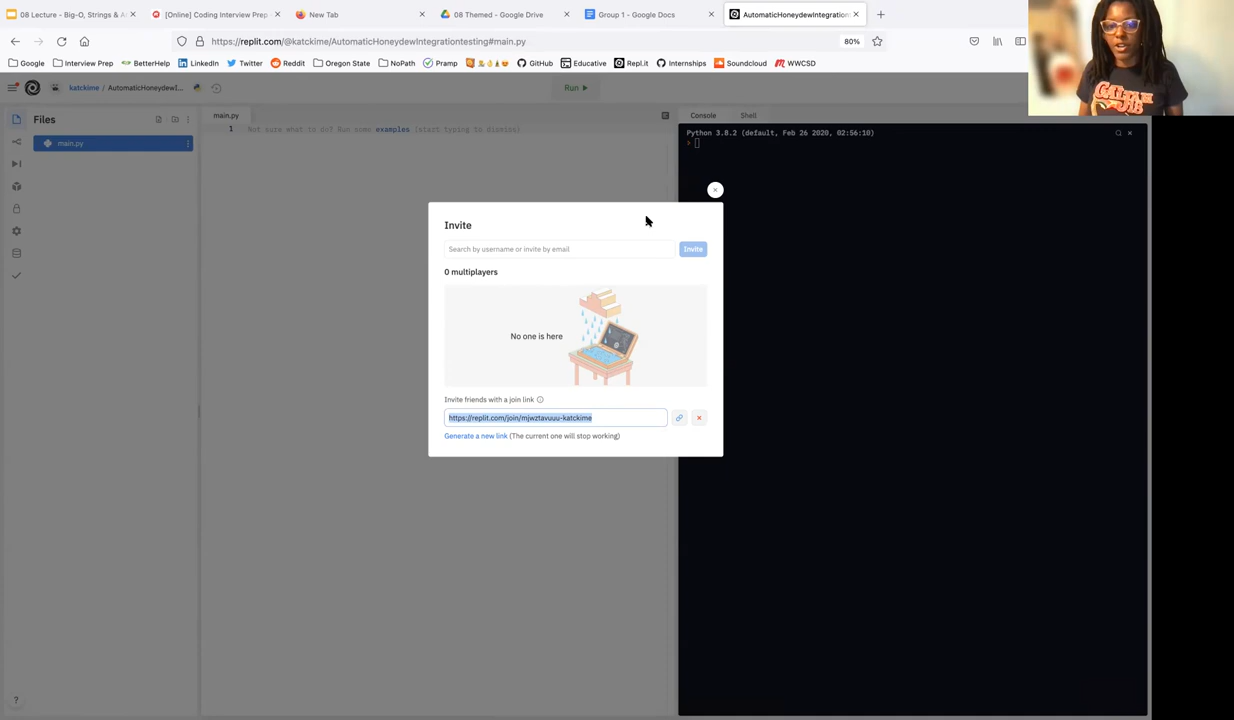 08 Lecture - Big-O, Strings & A
[Online] Coding Interview Prep
New Tab
08 Themed - Google Drive
Group 1 - Google Docs
AutomaticHoneydewIntegration
https://replit.com/@katckime/AutomaticHoneydewIntegrationtesting#main.py
80%
Google
Interview Prep
BetterHelp
LinkedIn
Twitter
Reddit
Oregon State
NoPath
Pramp
GitHub
Educative
Repl.it
Internships
Soundcloud
WWCSD
katckime / AutomaticHoneydewI...
Run
Files
main.py
main.py
1 Not sure what to do? Run some examples (start typing to dismiss)
Console
Shell
Python 3.8.2 (default, Feb 26 2020, 02:56:10)
>
Invite
Search by username or invite by email
Invite
0 multiplayers
No one is here
Invite friends with a join link
https://replit.com/join/mjwztavuuu-katckime
Generate a new link (The current one will stop working)
?